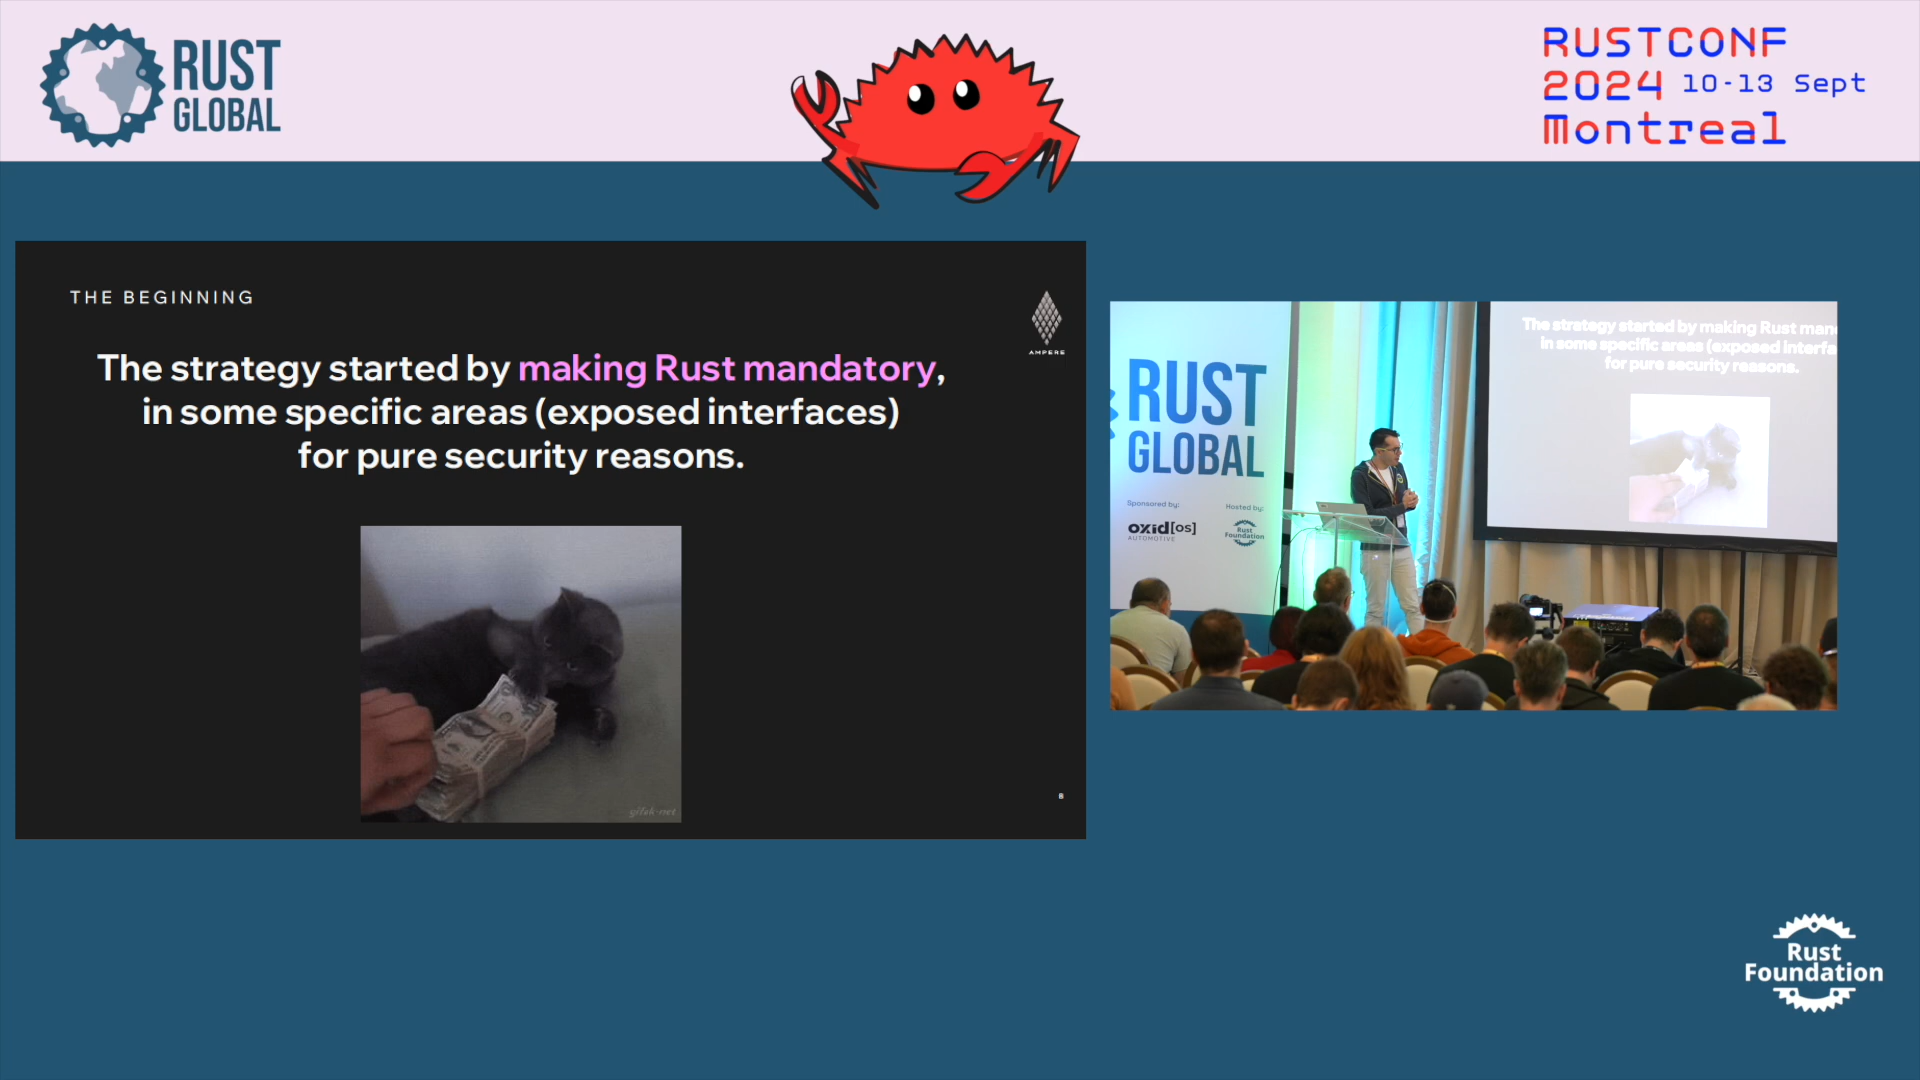 RUST
GLOBAL
RUSTCONF
2024 10-13 Sept
Montreal
THE BEGINNING
AMPERE
The strategy started by making Rust mandatory,
in some specific areas (exposed interfaces)
for pure security reasons.
gifak-net
8
The strategy started by making Rust man
in some specific areas (exposed interfa
for pure security reasons.
RUST
GLOBAL
Sponsored by:
Hosted by:
oxid[os]
AUTOMOTIVE
Rust
Foundation
Rust
Foundation